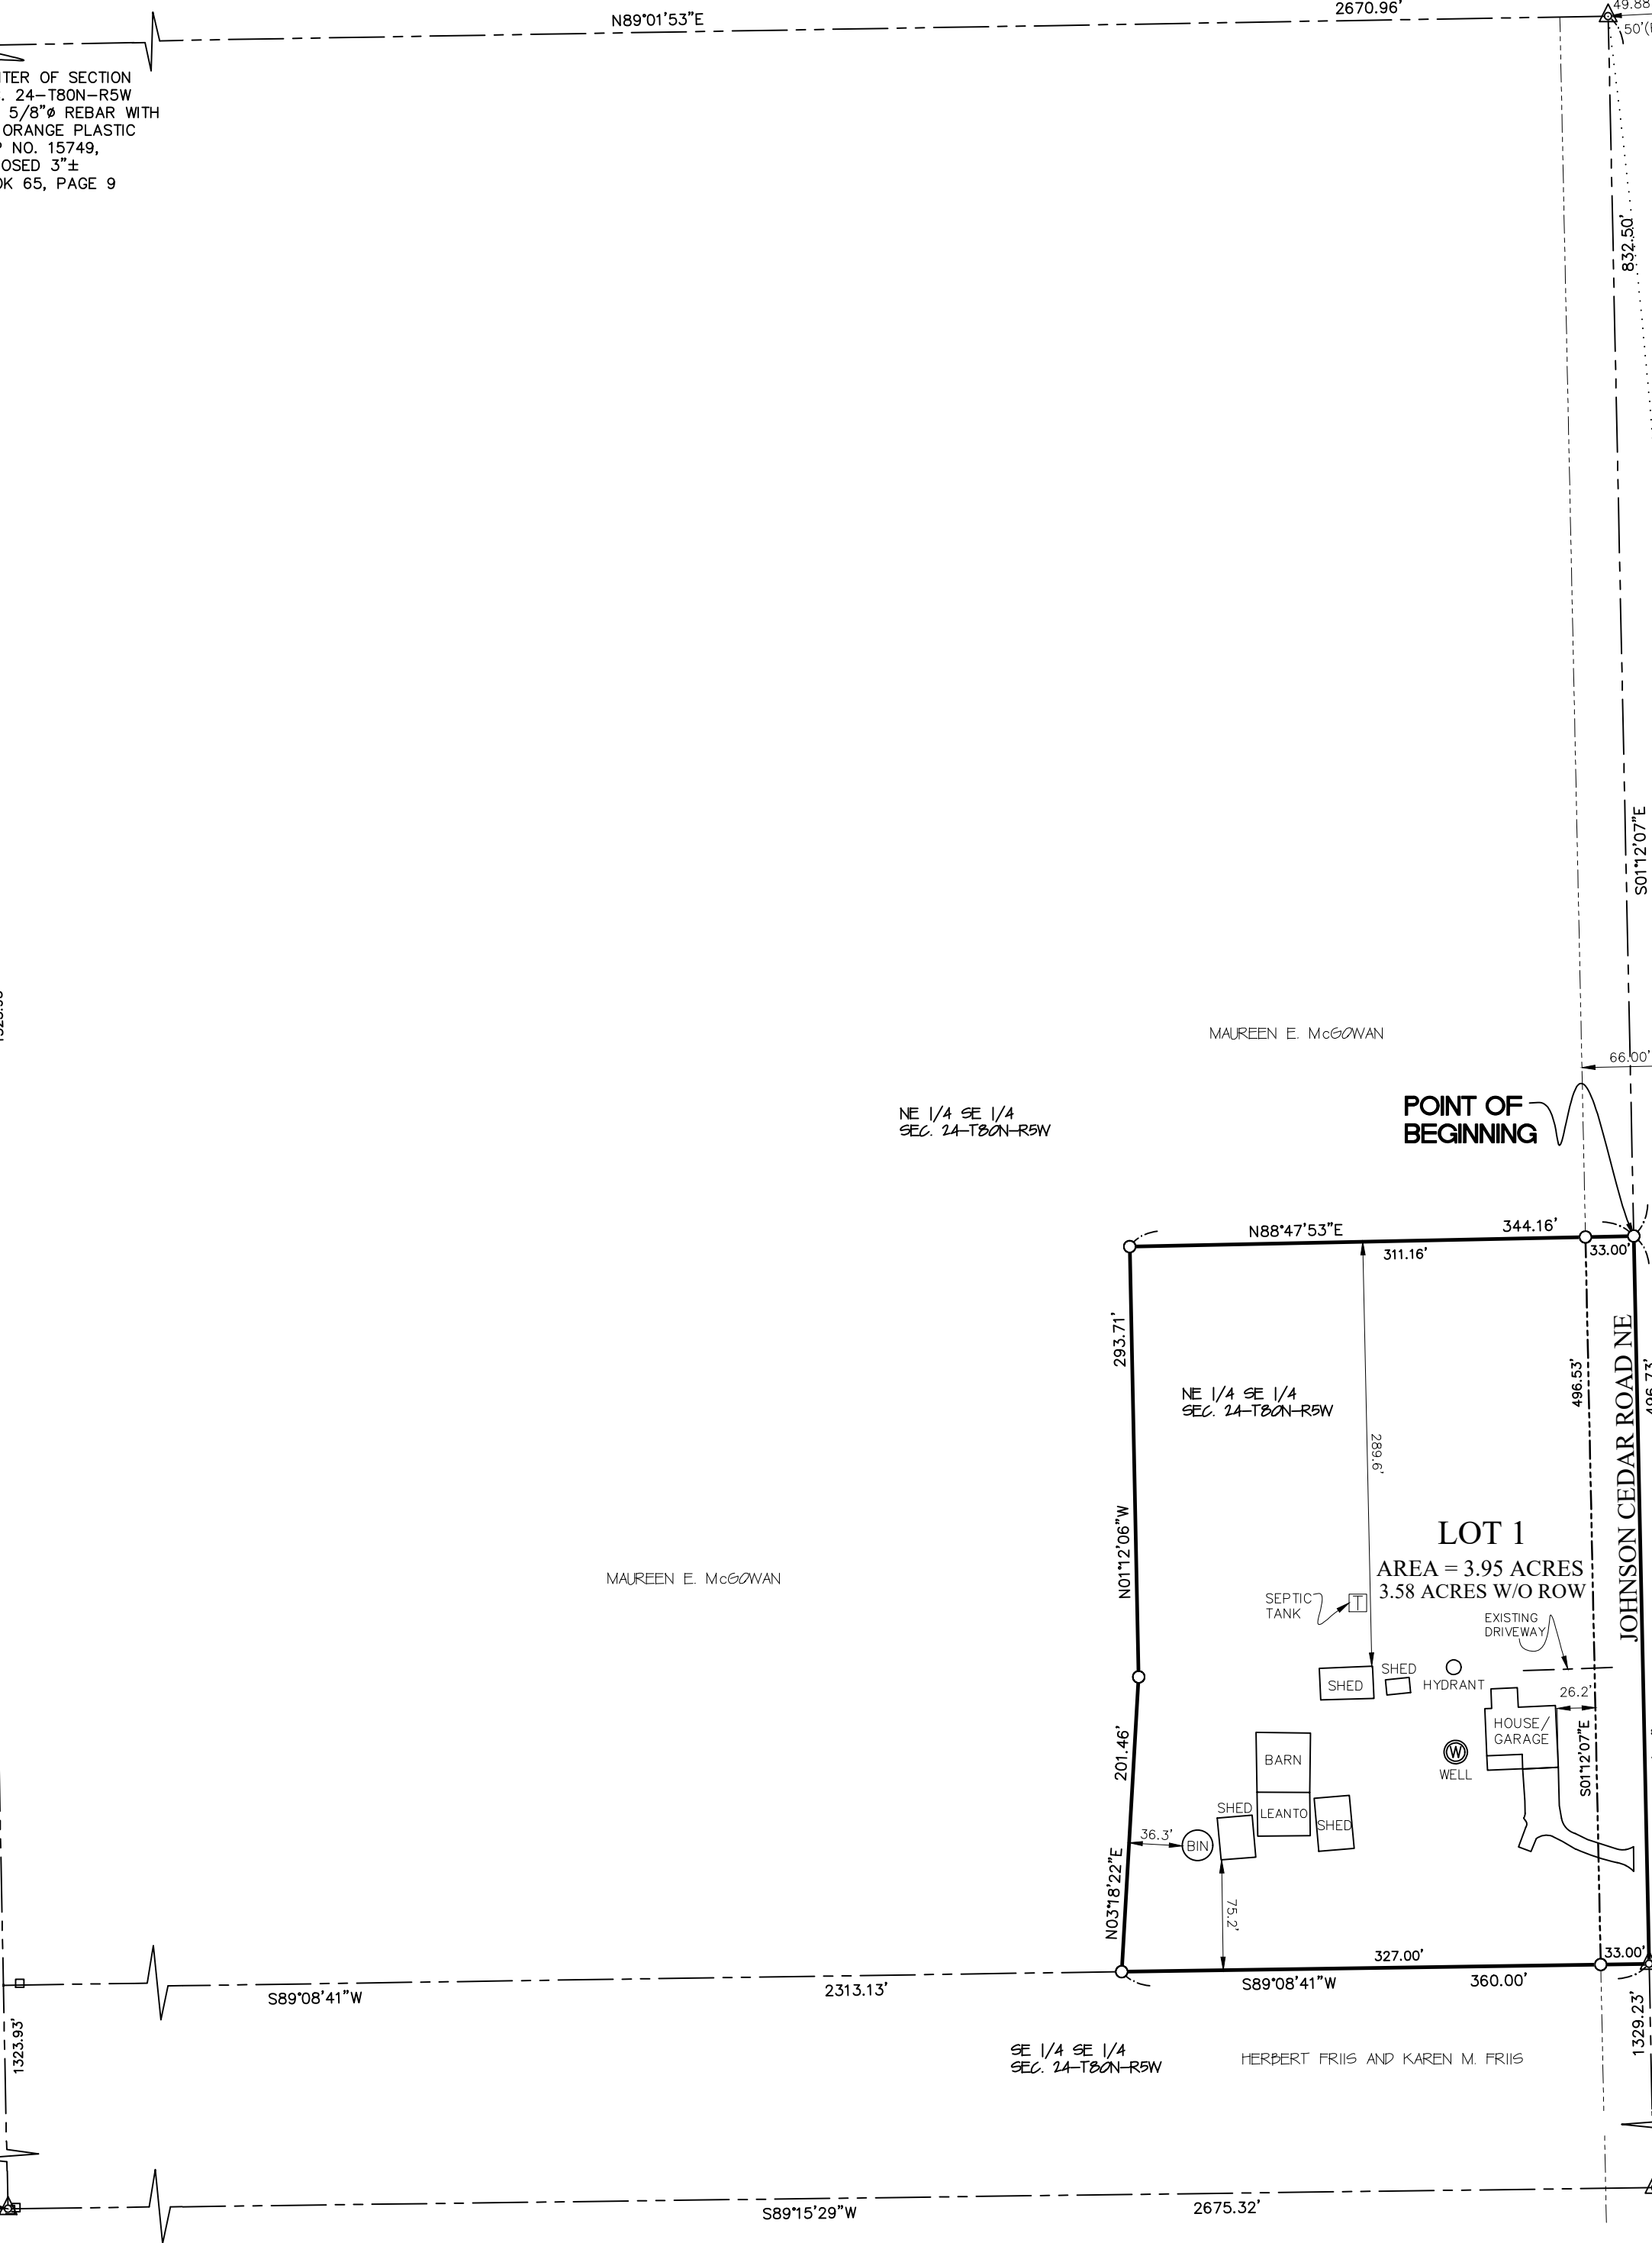 N89°01'53"E
2670.96'
49.88
50'(
TER OF SECTION
. 24-T80N-R5W
5/8"ø REBAR WITH
ORANGE PLASTIC
P NO. 15749,
OSED 3"±
OK 65, PAGE 9
832.50'
S01°12'07"E
MAUREEN E. McGOWAN
66.00'
NE 1/4 SE 1/4
SEC. 24-T80N-R5W
POINT OF
BEGINNING
N88°47'53"E
344.16'
311.16'
33.00'
293.71'
496.53'
496.73'
JOHNSON CEDAR ROAD NE
NE 1/4 SE 1/4
SEC. 24-T80N-R5W
289.6'
N01°12'06"W
LOT 1
AREA = 3.95 ACRES
3.58 ACRES W/O ROW
MAUREEN E. McGOWAN
SEPTIC
TANK
T
EXISTING
DRIVEWAY
SHED
SHED
HYDRANT
26.2'
HOUSE/
GARAGE
S01°12'07"E
201.46'
BARN
W
WELL
SHED
LEANTO
SHED
36.3'
BIN
N03°18'22"E
75.2'
327.00'
33.00'
S89°08'41"W
2313.13'
S89°08'41"W
360.00'
1323.93'
1329.23'
SE 1/4 SE 1/4
SEC. 24-T80N-R5W
HERBERT FRIIS AND KAREN M. FRIIS
S89°15'29"W
2675.32'